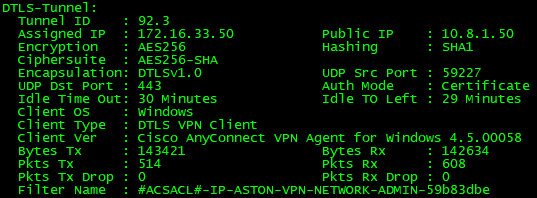 DTLS-Tunnel:
Tunnel ID : 92.3
Assigned IP : 172.16.33.50 Public IP : 10.8.1.50
Encryption : AES256 Hashing : SHA1
Ciphersuite : AES256-SHA
Encapsulation: DTLSv1.0 UDP Src Port : 59227
UDP Dst Port : 443 Auth Mode : Certificate
Idle Time Out: 30 Minutes Idle TO Left : 29 Minutes
Client OS : Windows
Client Type : DTLS VPN Client
Client Ver : Cisco AnyConnect VPN Agent for Windows 4.5.00058
Bytes Tx : 143421 Bytes Rx : 142634
Pkts Tx : 514 Pkts Rx : 608
Pkts Tx Drop : 0 Pkts Rx Drop : 0
Filter Name : #ACSACL#-IP-ASTON-VPN-NETWORK-ADMIN-59b83dbe